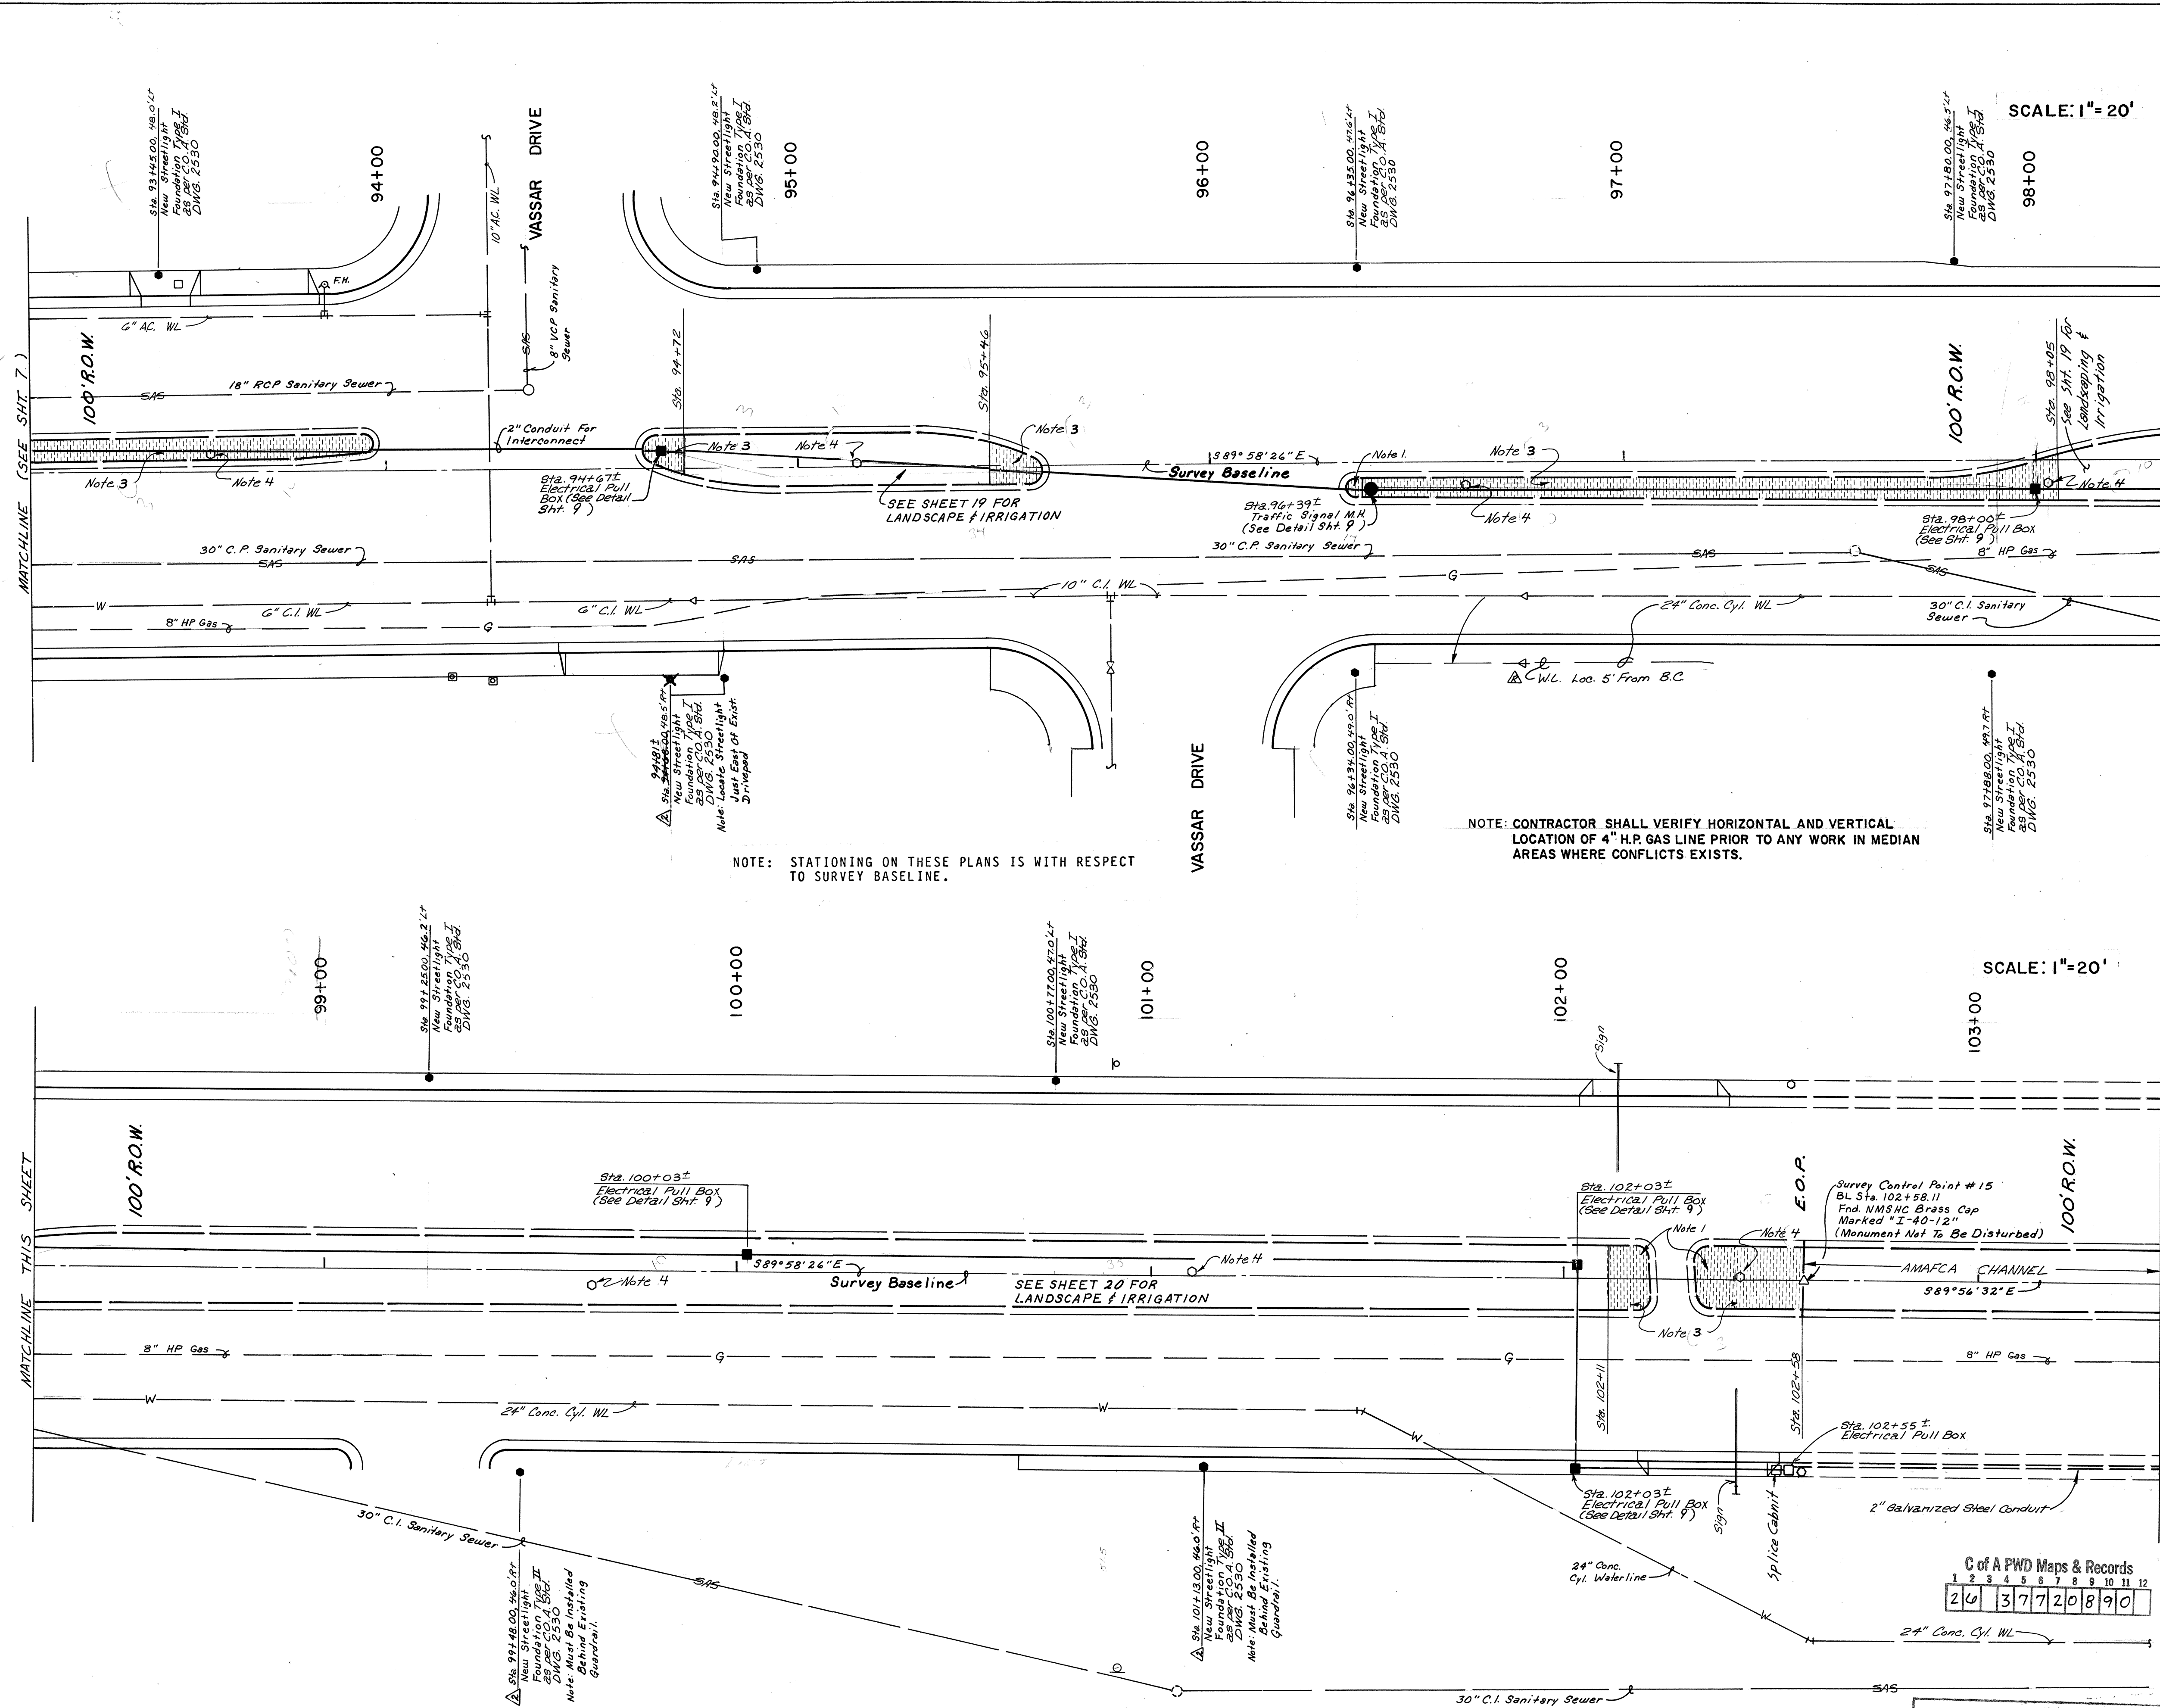 SCALE: 1"= 20'
Sta. 93+45.00, 48.0' Lt
New Streetlight
Foundation Type I
as per C.O.A. Std.
DWG. 2530
94+00
10" A.C. WL
VASSAR DRIVE
Sta. 94+90.00, 48.2' Lt
New Streetlight
Foundation Type I
as per C.O.A. Std.
DWG. 2530
95+00
96+00
Sta. 96+35.00, 47.6' Lt
New Streetlight
Foundation Type I
as per C.O.A. Std.
DWG. 2530
97+00
Sta. 97+80.00, 46.5' Lt
New Streetlight
Foundation Type I
as per C.O.A. Std.
DWG. 2530
98+00
F.H.
6" A.C. WL
SAS
8" VCP Sanitary
Sewer
MATCHLINE (SEE SHT. 7)
100' R.O.W.
18" RCP Sanitary Sewer
SAS
Sta. 94+72
Sta. 95+46
100' R.O.W.
Sta. 98+05
See Sht. 19 For
Landscaping &
Irrigation
2" Conduit For
Interconnect
Note 3
Note 4
Note 3
Note 4
Note 3
S 89° 58' 26" E
Survey Baseline
Note 1.
Note 3
Note 4
Note 4
Sta. 94+67±
Electrical Pull
Box (See Detail
Sht. 9)
SEE SHEET 19 FOR
LANDSCAPE & IRRIGATION
Sta. 96+39±
Traffic Signal M.H.
(See Detail Sht. 9)
Sta. 98+00±
Electrical Pull Box
(See Sht. 9)
30" C.P. Sanitary Sewer
SAS
SAS
30" C.P. Sanitary Sewer
SAS
8" HP Gas
SAS
G
W
6" C.I. WL
6" C.I. WL
10" C.I. WL
24" Conc. Cyl. WL
30" C.I. Sanitary
Sewer
8" HP Gas
G
W.L. Loc. 5' From B.C.
94+81±
2 Sta. 94+68.00, 48.5' Rt
New Streetlight
Foundation Type I
as per C.O.A. Std.
DWG. 2530
Note: Locate Streetlight
Just East Of Exist.
Drivepad
VASSAR DRIVE
Sta. 96+34.00, 49.0' Rt
New Streetlight
Foundation Type I
as per C.O.A. Std.
DWG. 2530
Sta. 97+88.00, 49.7' Rt
New Streetlight
Foundation Type I
as per C.O.A. Std.
DWG. 2530
NOTE: CONTRACTOR SHALL VERIFY HORIZONTAL AND VERTICAL
LOCATION OF 4" H.P. GAS LINE PRIOR TO ANY WORK IN MEDIAN
AREAS WHERE CONFLICTS EXISTS.
NOTE: STATIONING ON THESE PLANS IS WITH RESPECT
TO SURVEY BASELINE.
SCALE: 1"=20'
99+00
Sta. 99+25.00, 46.2' Lt
New Streetlight
Foundation Type I
as per C.O.A. Std.
DWG. 2530
100+00
Sta. 100+77.00, 47.0' Lt
New Streetlight
Foundation Type I
as per C.O.A. Std.
DWG. 2530
101+00
102+00
Sign
103+00
MATCHLINE THIS SHEET
100' R.O.W.
Sta. 100+03±
Electrical Pull Box
(See Detail Sht. 9)
Sta. 102+03±
Electrical Pull Box
(See Detail Sht. 9)
E.O.P.
Survey Control Point #15
BL Sta. 102+58.11
Fnd. NMSHC Brass Cap
Marked "I-40-12"
(Monument Not To Be Disturbed)
100' R.O.W.
Note 1
Note 4
S89°58'26"E
Note 4
Note 4
Survey Baseline
SEE SHEET 20 FOR
LANDSCAPE & IRRIGATION
AMAFCA CHANNEL
S89°56'32"E
Note 3
8" HP Gas
G
G
8" HP Gas
Sta. 102+11
Sta. 102+58
W
24" Conc. Cyl. WL
W
W
Sta. 102+55±
Electrical Pull Box
Sta. 102+03±
Electrical Pull Box
(See Detail Sht. 9)
Sign
Splice Cabnit
2" Galvanized Steel Conduit
30" C.I. Sanitary Sewer
SAS
2 Sta. 99+48.00, 46.0' Rt
New Streetlight
Foundation Type II
as per C.O.A. Std.
DWG. 2530
Note: Must Be Installed
Behind Existing
Guardrail.
2 Sta. 101+13.00, 46.0' Rt
New Streetlight
Foundation Type II
as per C.O.A. Std.
DWG. 2530
Note: Must Be Installed
Behind Existing
Guardrail.
24" Conc.
Cyl. Waterline
W
24" Conc. Cyl. WL
30" C.I. Sanitary Sewer
SAS
C of A PWD Maps & Records
1 2 3 4 5 6 7 8 9 10 11 12
26 37720890